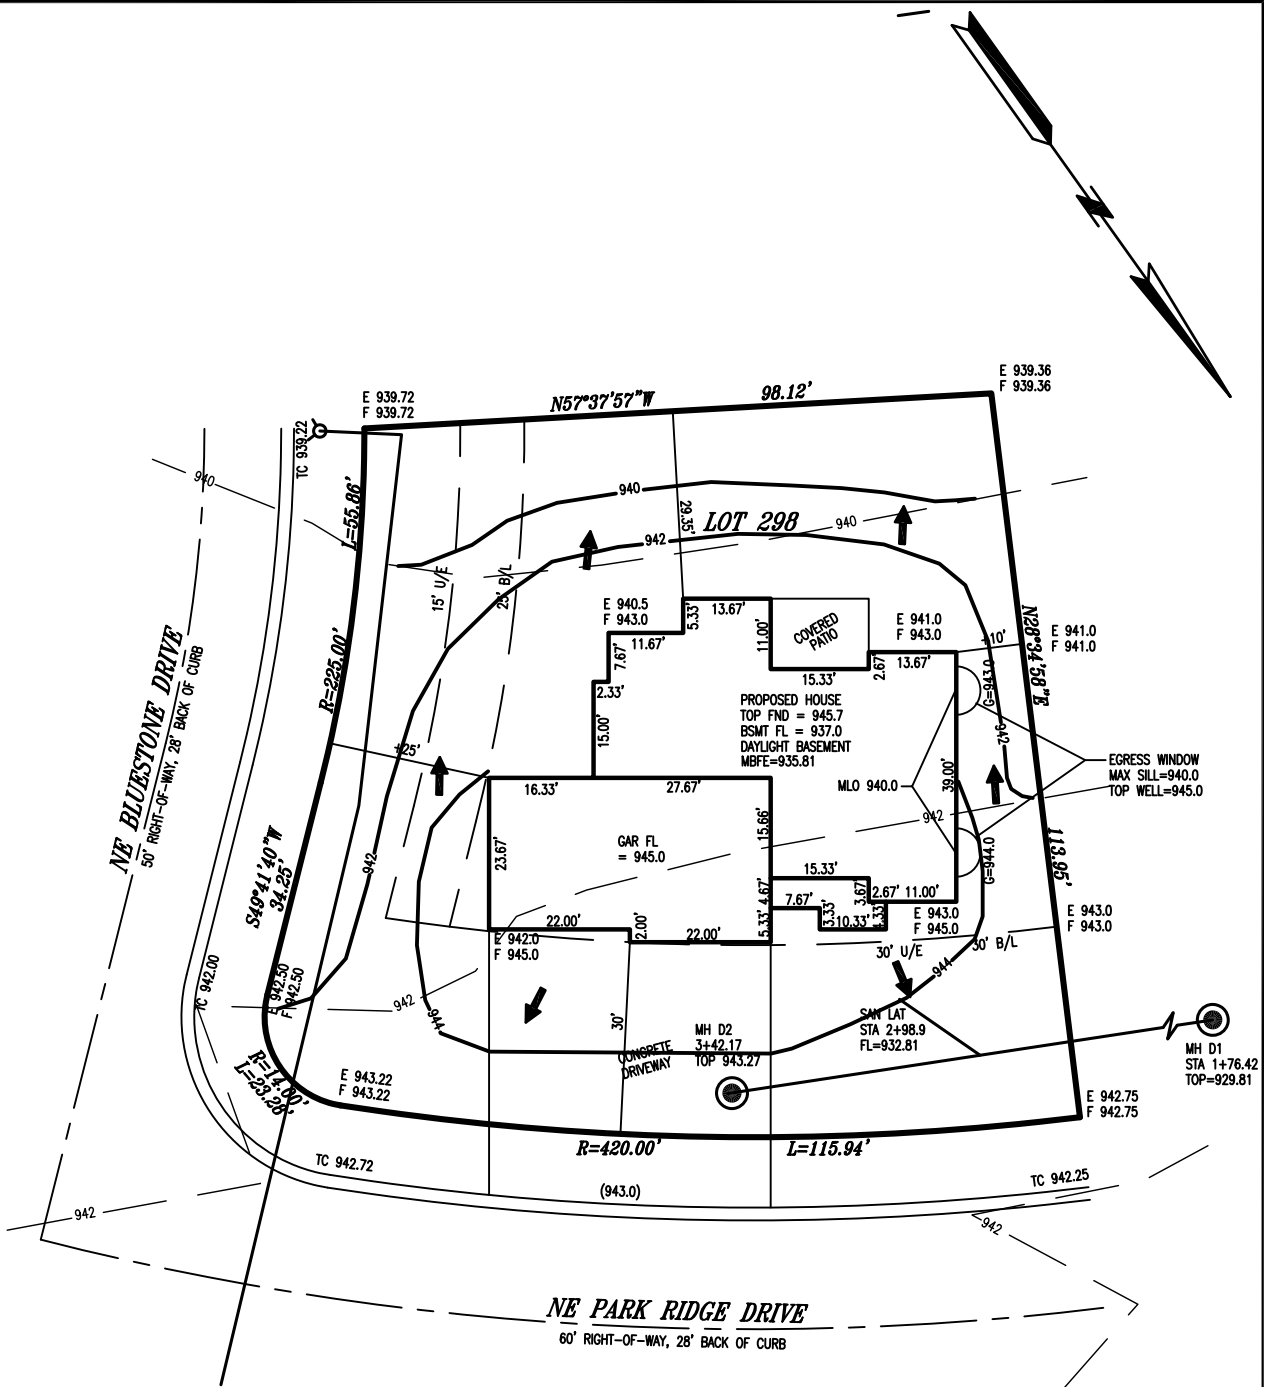 E 939.36
F 939.36
E 939.72
F 939.72
N57°37'57"W
98.12'
TC 939.22
940
L=55.86'
940
29.35'
LOT 298
940
942
15' U/E
25' B/L
E 940.5
F 943.0
5.33'
13.67'
11.00'
COVERED
PATIO
E 941.0
F 943.0
±10'
E 941.0
F 941.0
N28°34'58"E
11.67'
7.67'
15.33'
2.67'
13.67'
G=943.0
2.33'
15.00'
PROPOSED HOUSE
TOP FND = 945.7
BSMT FL = 937.0
DAYLIGHT BASEMENT
MBFE=935.81
R=225.00'
NE BLUESTONE DRIVE
50' RIGHT-OF-WAY, 28' BACK OF CURB
±25'
942
EGRESS WINDOW
MAX SILL=940.0
TOP WELL=945.0
MLO 940.0
39.00'
16.33'
27.67'
942
15.66'
GAR FL
= 945.0
23.67'
942
S49°41'40"W
34.25'
G=944.0
113.95'
15.33'
4.67'
3.67'
2.67'
11.00'
7.67'
3.33'
10.33'
4.33'
5.33'
22.00'
2.00'
22.00'
E 942.0
F 945.0
E 943.0
F 945.0
E 943.0
F 943.0
30' U/E
30' B/L
944
TC 942.00
E 942.50
F 942.50
942
944
30'
SAN LAT
STA 2+98.9
FL=932.81
MH D2
3+42.17
TOP 943.27
CONCRETE
DRIVEWAY
MH D1
STA 1+76.42
TOP=929.81
R=14.00'
L=23.28'
E 943.22
F 943.22
E 942.75
F 942.75
R=420.00'
L=115.94'
TC 942.72
(943.0)
TC 942.25
942
942
NE PARK RIDGE DRIVE
60' RIGHT-OF-WAY, 28' BACK OF CURB